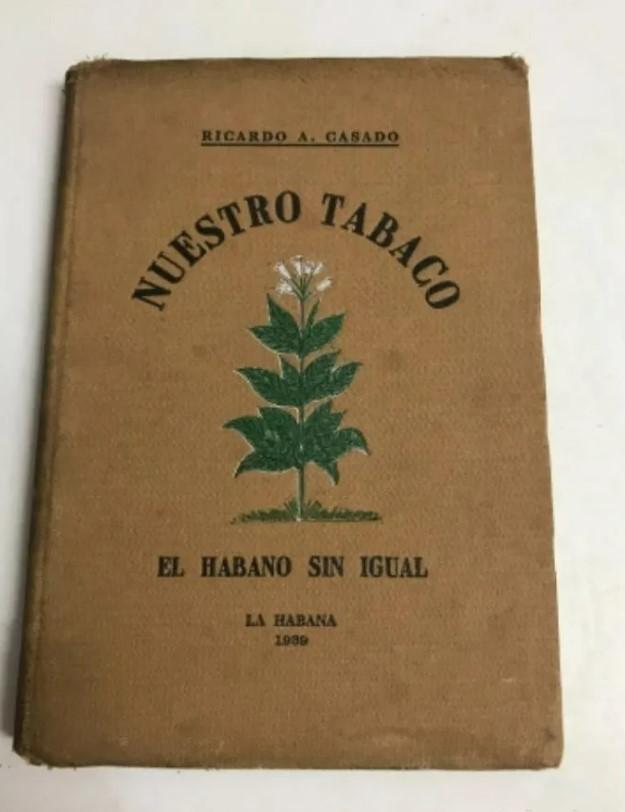 RICARDO A. CASADO
NUESTRO TABACO
EL HABANO SIN IGUAL
LA HABANA
1939